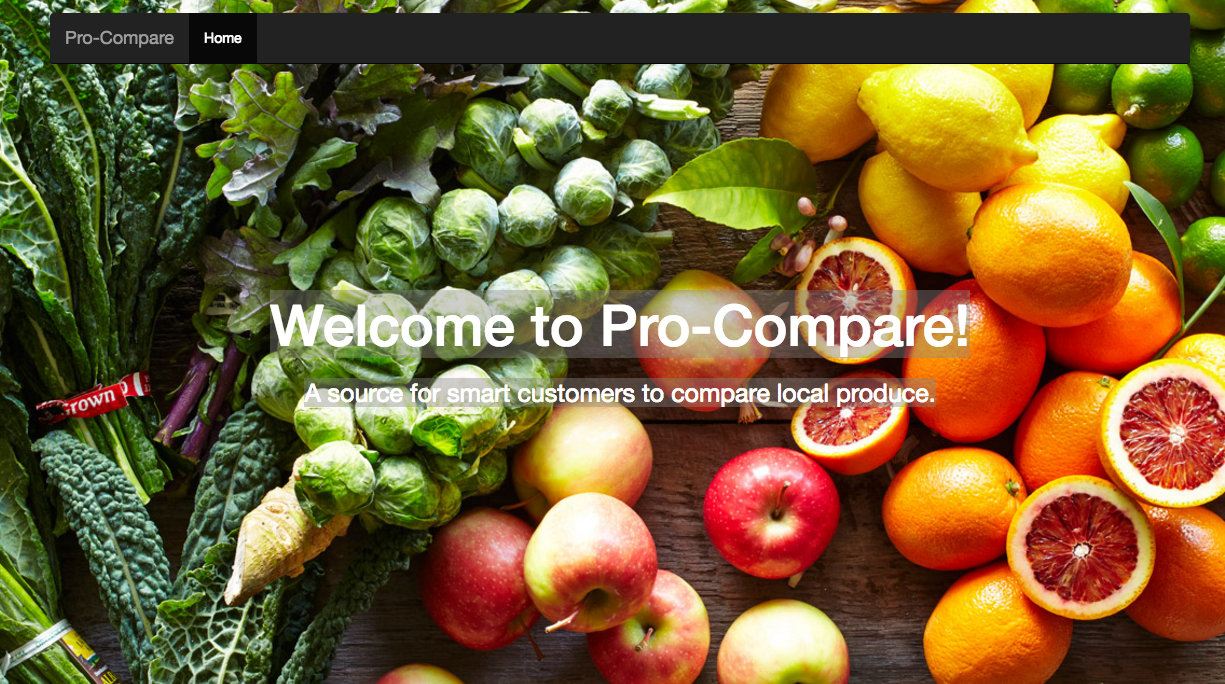 Pro-Compare Home
Welcome to Pro-Compare!
A source for smart customers to compare local produce.